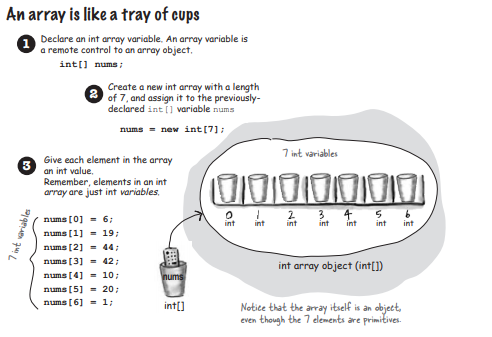 An array is like a tray of cups
1
Declare an int array variable. An array variable is
a remote control to an array object.
int[] nums;
2
Create a new int array with a length
of 7, and assign it to the previously-
declared int[] variable nums
nums = new int[7];
3
Give each element in the array
an int value.
Remember, elements in an int
array are just int variables.
7 int variables
nums[0] = 6;
nums[1] = 19;
nums[2] = 44;
nums[3] = 42;
nums[4] = 10;
nums[5] = 20;
nums[6] = 1;
nums
int[]
7 int variables
0 1 2 3 4 5 6
int int int int int int int
int array object (int[])
Notice that the array itself is an object,
even though the 7 elements are primitives.